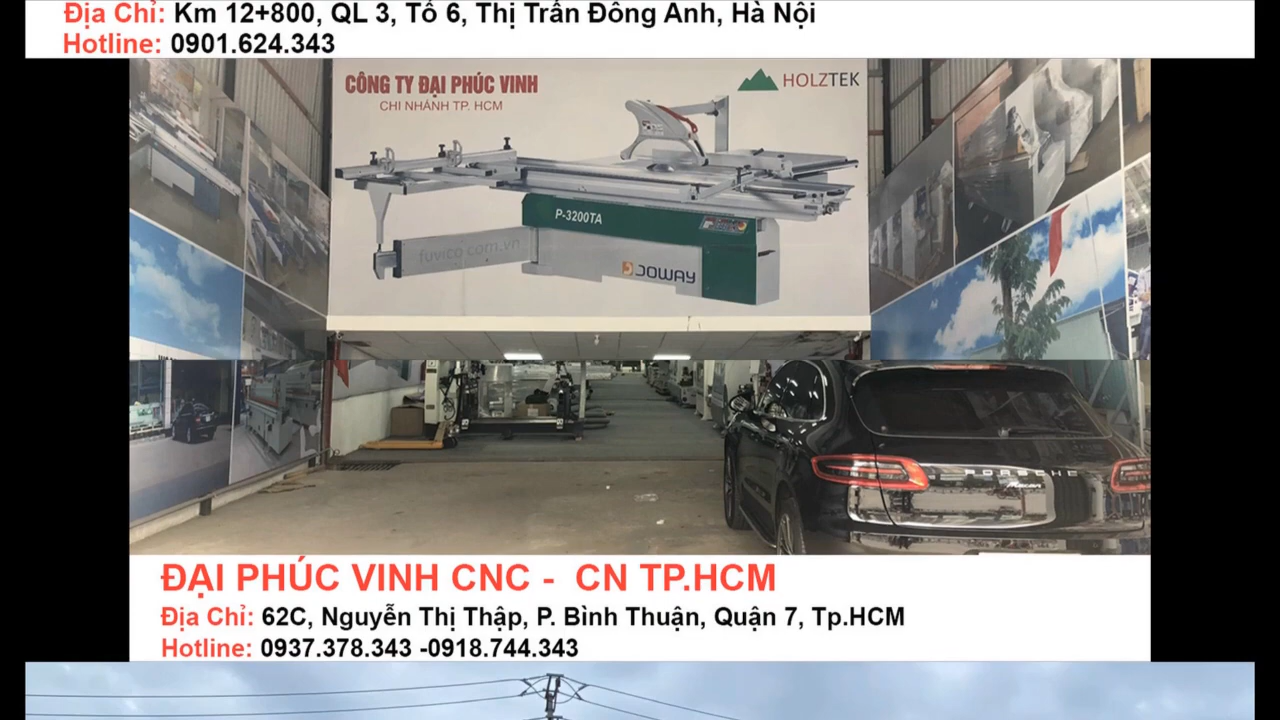 Địa Chỉ: Km 12+800, QL 3, Tổ 6, Thị Trấn Đông Anh, Hà Nội
Hotline: 0901.624.343
CÔNG TY ĐẠI PHÚC VINH
CHI NHÁNH TP. HCM
HOLZTEK
P-3200TA
fuvico.com.vn
JOWAY
PORSCHE
Macan
ĐẠI PHÚC VINH CNC - CN TP.HCM
Địa Chỉ: 62C, Nguyễn Thị Thập, P. Bình Thuận, Quận 7, Tp.HCM
Hotline: 0937.378.343 -0918.744.343